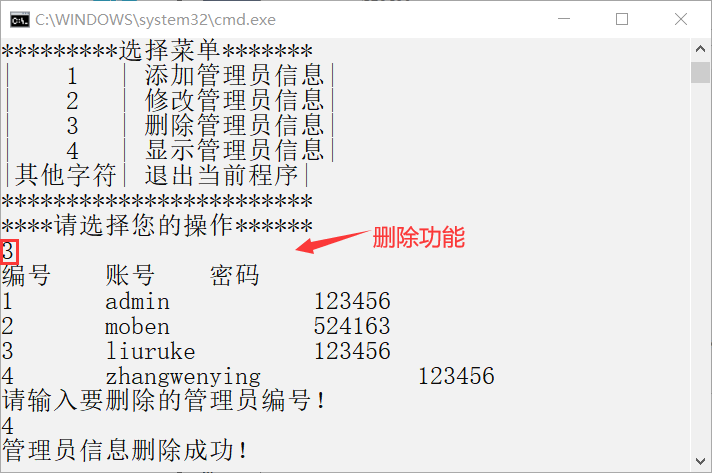 C:\WINDOWS\system32\cmd.exe
*********选择菜单*******
|    1   | 添加管理员信息|
|    2   | 修改管理员信息|
|    3   | 删除管理员信息|
|    4   | 显示管理员信息|
|其他字符| 退出当前程序|
************************
****请选择您的操作******
3
删除功能
编号    账号    密码
1       admin           123456
2       moben           524163
3       liuruke         123456
4       zhangwenying            123456
请输入要删除的管理员编号！
4
管理员信息删除成功！